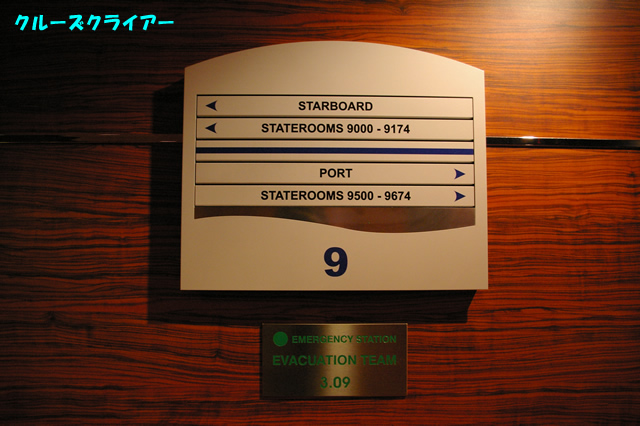 クルーズクライアー
STARBOARD
STATEROOMS 9000 - 9174
PORT
STATEROOMS 9500 - 9674
9
EMERGENCY STATION
EVACUATION TEAM
3.09